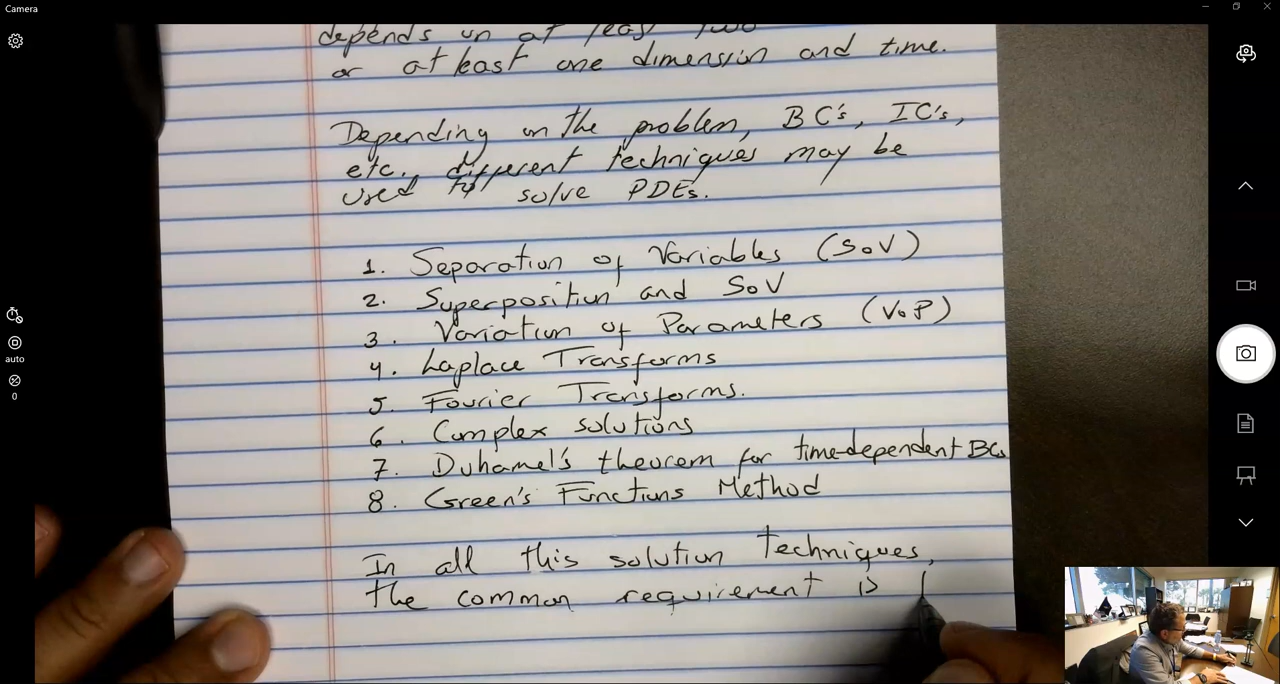 Camera
depends on at least two
or at least one dimension and time.
Depending on the problem, BC's, IC's,
etc., different techniques may be
used to solve PDEs.
1. Separation of Variables (SoV)
2. Superposition and SoV
3. Variation of Parameters (VoP)
4. Laplace Transforms
5. Fourier Transforms.
6. Complex solutions
7. Duhamel's theorem for time-dependent BCs
8. Green's Functions Method
In all this solution techniques,
the common requirement is
auto
0